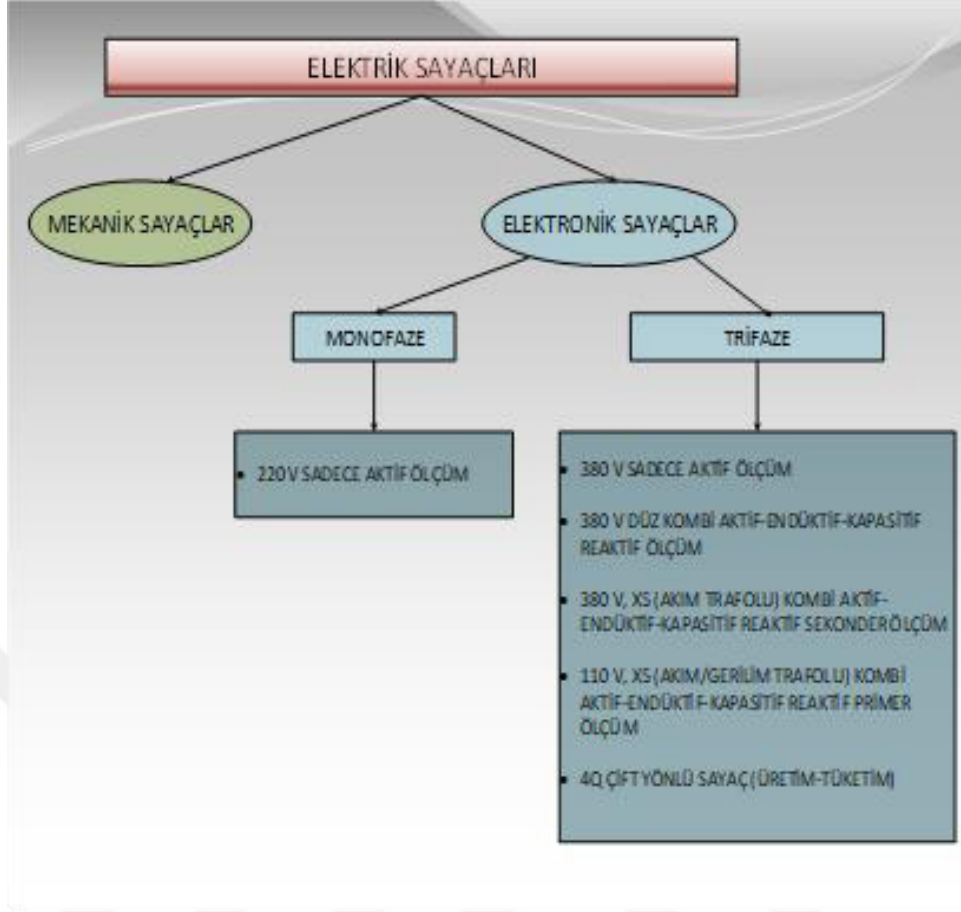 ELEKTRİK SAYAÇLARI
MEKANİK SAYAÇLAR
ELEKTRONİK SAYAÇLAR
MONOFAZE
TRİFAZE
• 220 V SADECE AKTİF ÖLÇÜM
• 380 V SADECE AKTİF ÖLÇÜM
• 380 V DÜZ KOMBİ AKTİF-ENDÜKTİF-KAPASİTİF
REAKTİF ÖLÇÜM
• 380 V, X5 (AKIM TRAFOLU) KOMBİ AKTİF-
ENDÜKTİF-KAPASİTİF REAKTİF SEKONDER ÖLÇÜM
• 110 V, X5 (AKIM/GERİLİM TRAFOLU) KOMBİ
AKTİF-ENDÜKTİF-KAPASİTİF REAKTİF PRİMER
ÖLÇÜM
• 4Q ÇİFT YÖNLÜ SAYAÇ (ÜRETİM-TÜKETİM)